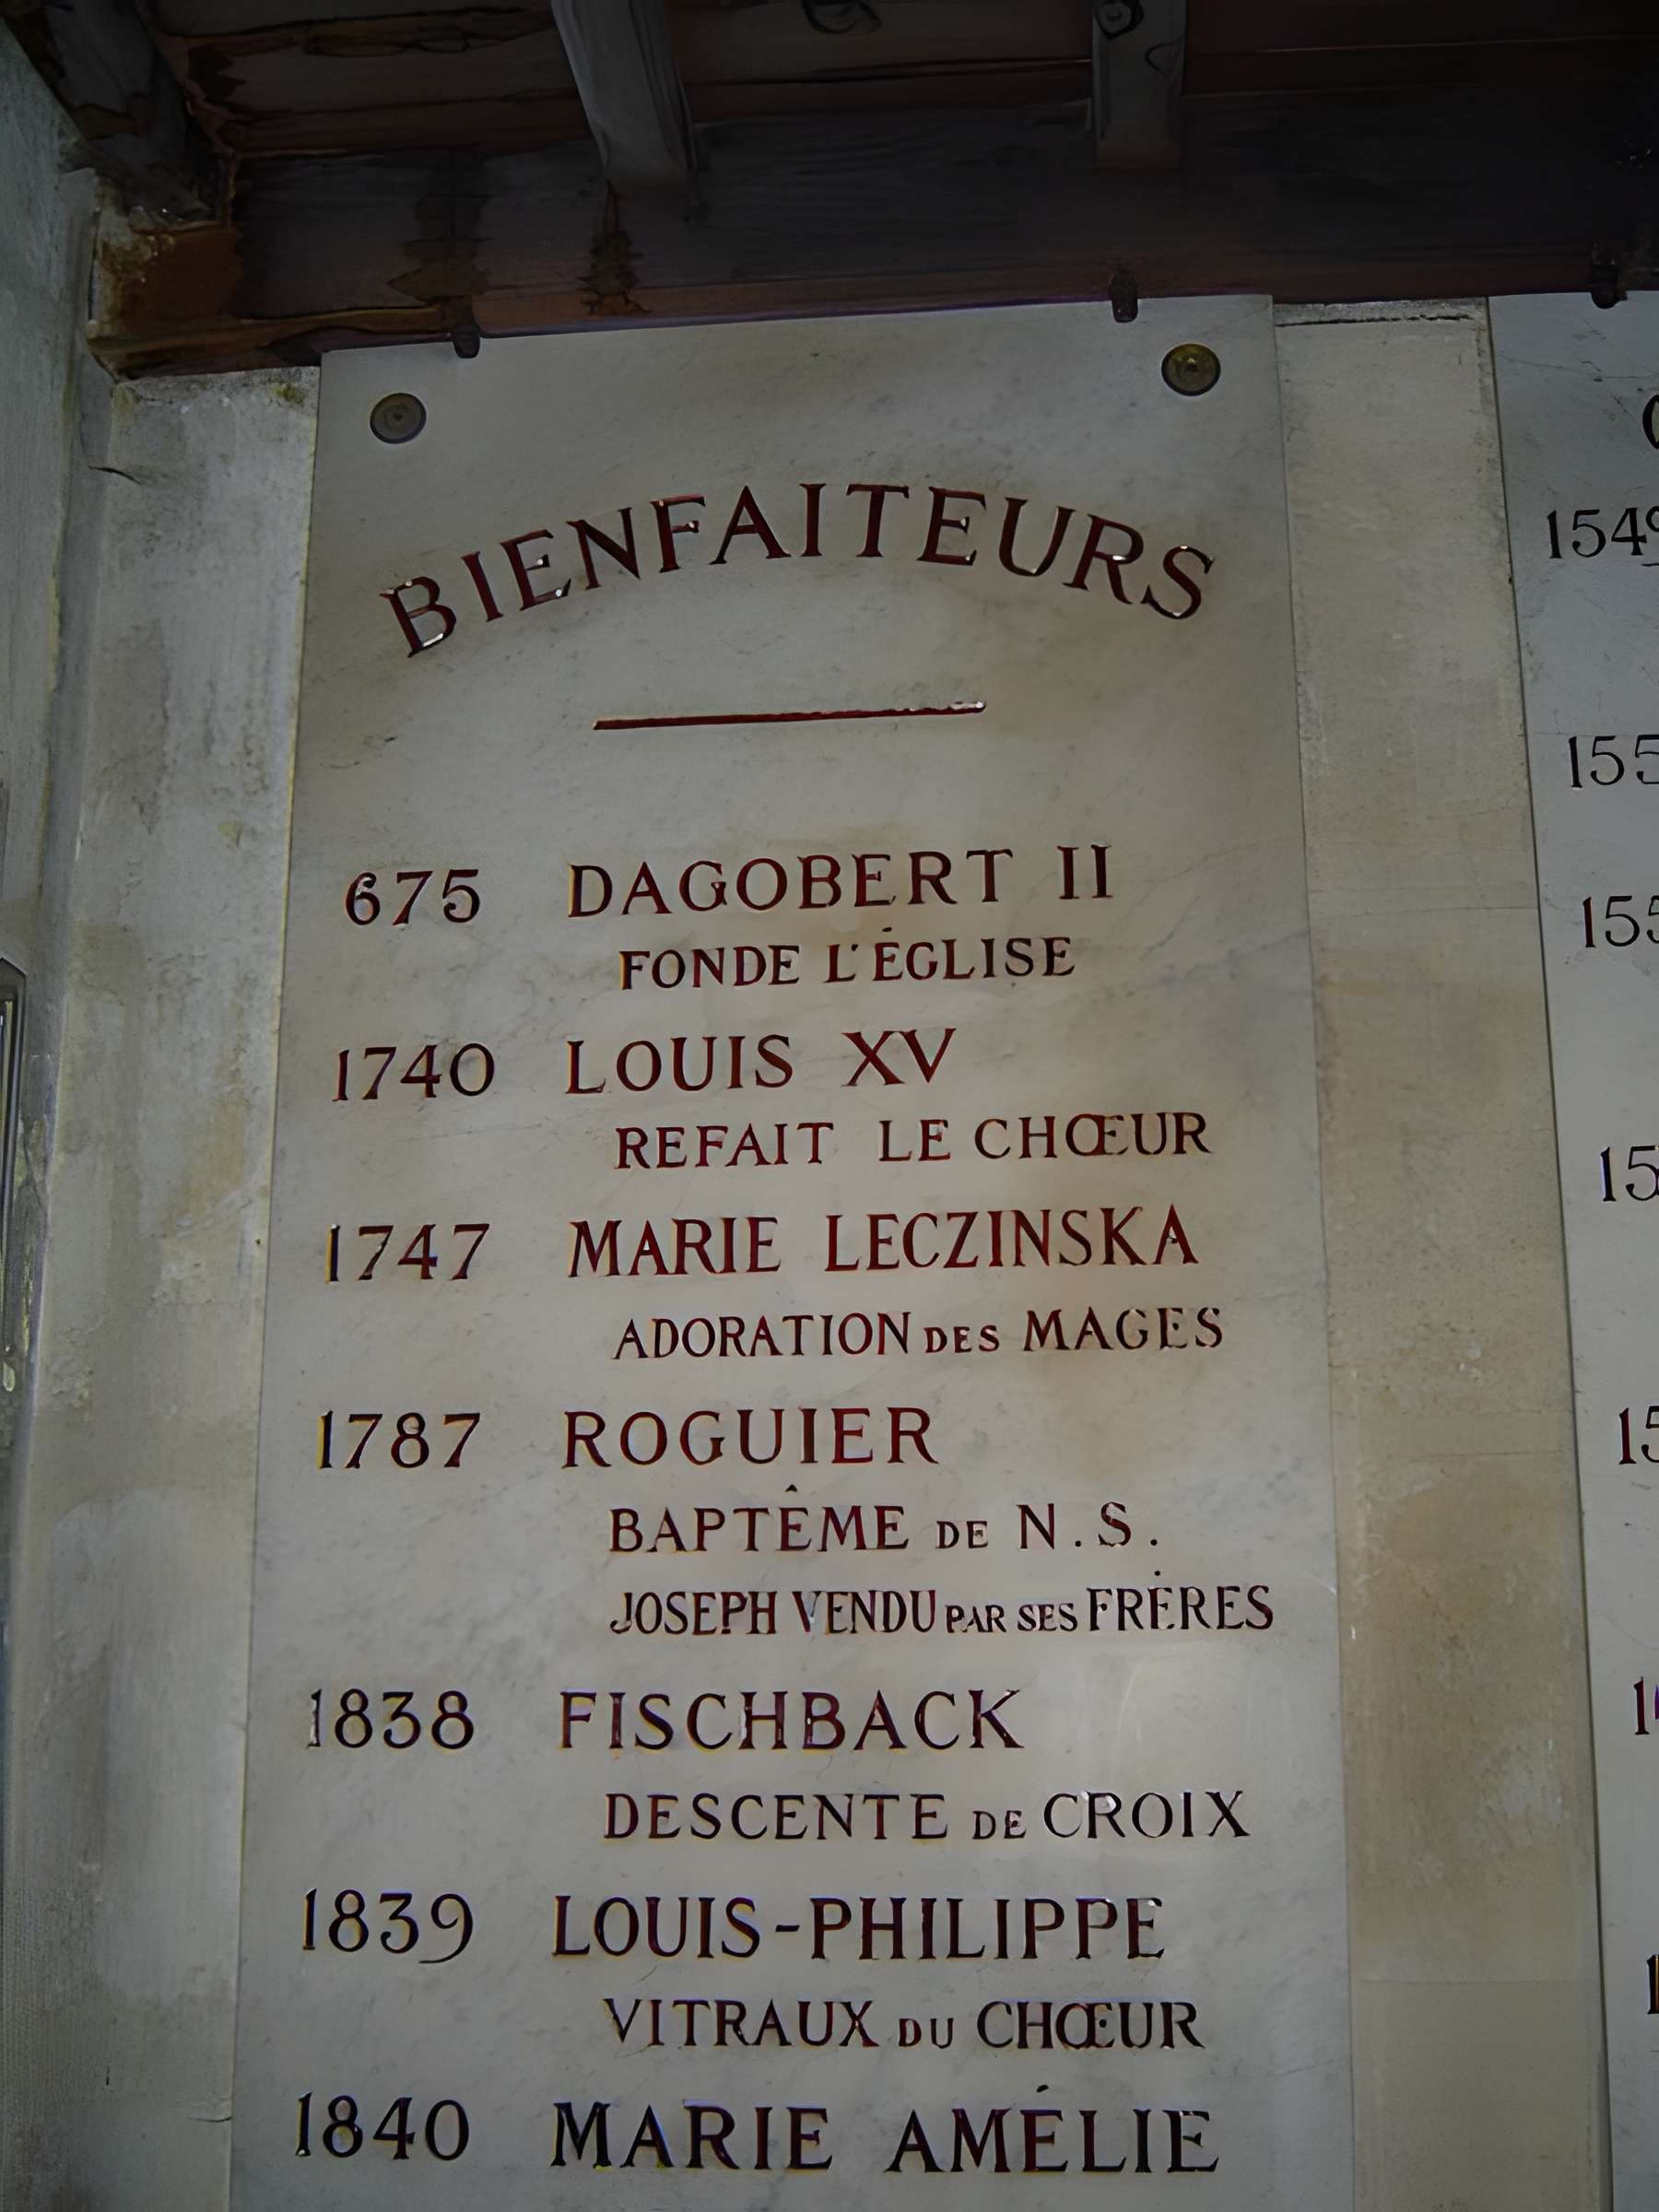 BIENFAITEURS
675 DAGOBERT II
FONDE L'ÉGLISE
1740 LOUIS XV
REFAIT LE CHŒUR
1747 MARIE LECZINSKA
ADORATION DES MAGES
1787 ROGUIER
BAPTÊME DE N.S.
JOSEPH VENDU PAR SES FRÈRES
1838 FISCHBACK
DESCENTE DE CROIX
1839 LOUIS-PHILIPPE
VITRAUX DU CHŒUR
1840 MARIE AMÉLIE